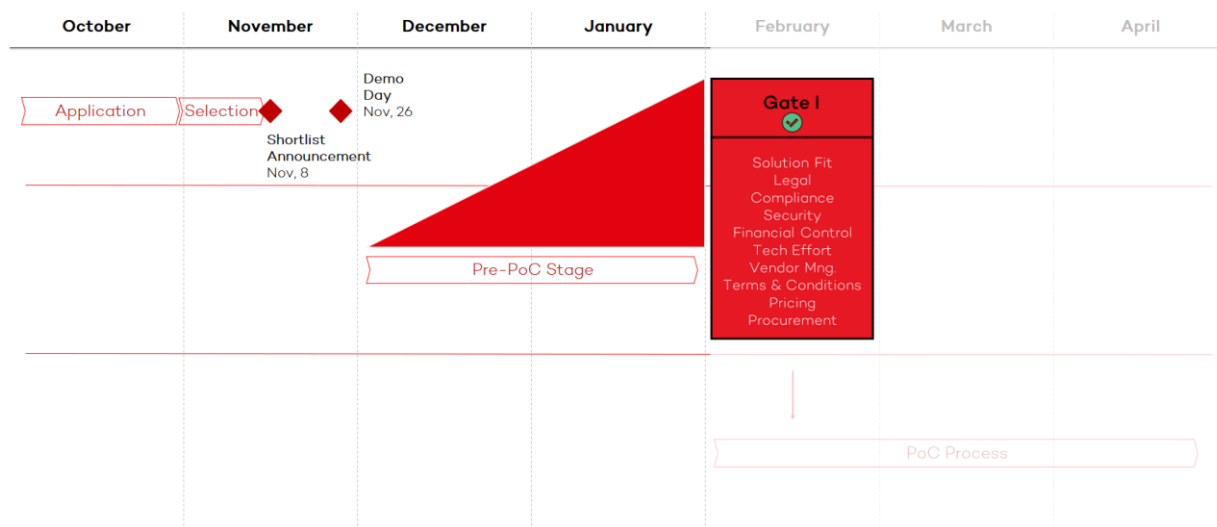 October
November
December
January
February
March
April
Application
Selection
Demo
Day
Nov, 26
Shortlist
Announcement
Nov, 8
Pre-PoC Stage
Gate I
Solution Fit
Legal
Compliance
Security
Financial Control
Tech Effort
Vendor Mng.
Terms & Conditions
Pricing
Procurement
PoC Process